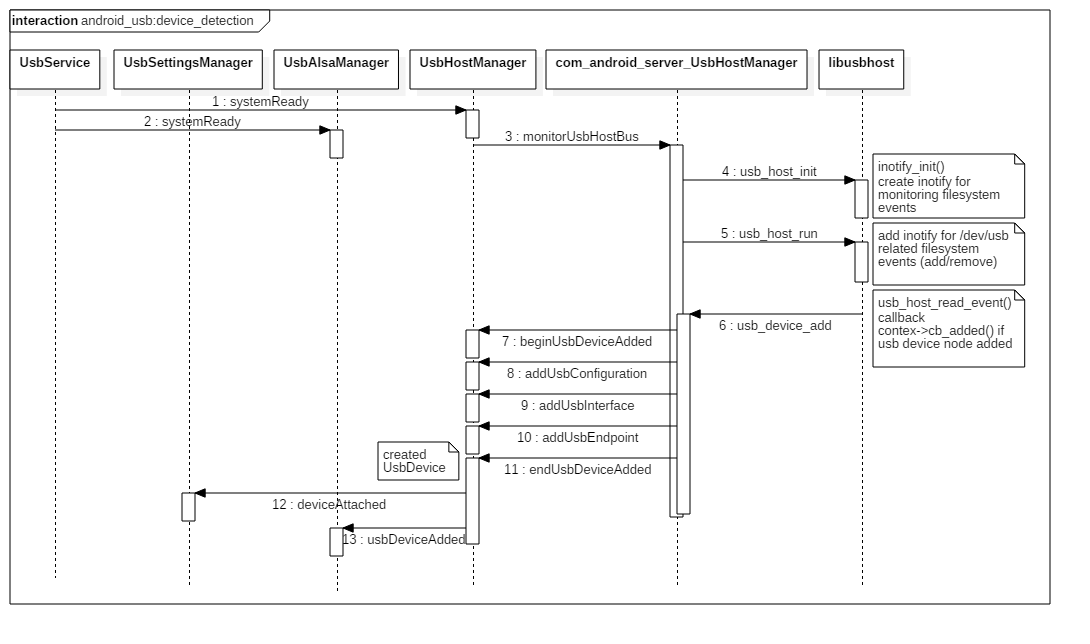 interaction android_usb:device_detection
UsbService
UsbSettingsManager
UsbAlsaManager
UsbHostManager
com_android_server_UsbHostManager
libusbhost
1 : systemReady
2 : systemReady
3 : monitorUsbHostBus
4 : usb_host_init
inotify_init()
create inotify for
monitoring filesystem
events
5 : usb_host_run
add inotify for /dev/usb
related filesystem
events (add/remove)
usb_host_read_event()
callback
contex->cb_added() if
usb device node added
6 : usb_device_add
7 : beginUsbDeviceAdded
8 : addUsbConfiguration
9 : addUsbInterface
10 : addUsbEndpoint
created
UsbDevice
11 : endUsbDeviceAdded
12 : deviceAttached
13 : usbDeviceAdded